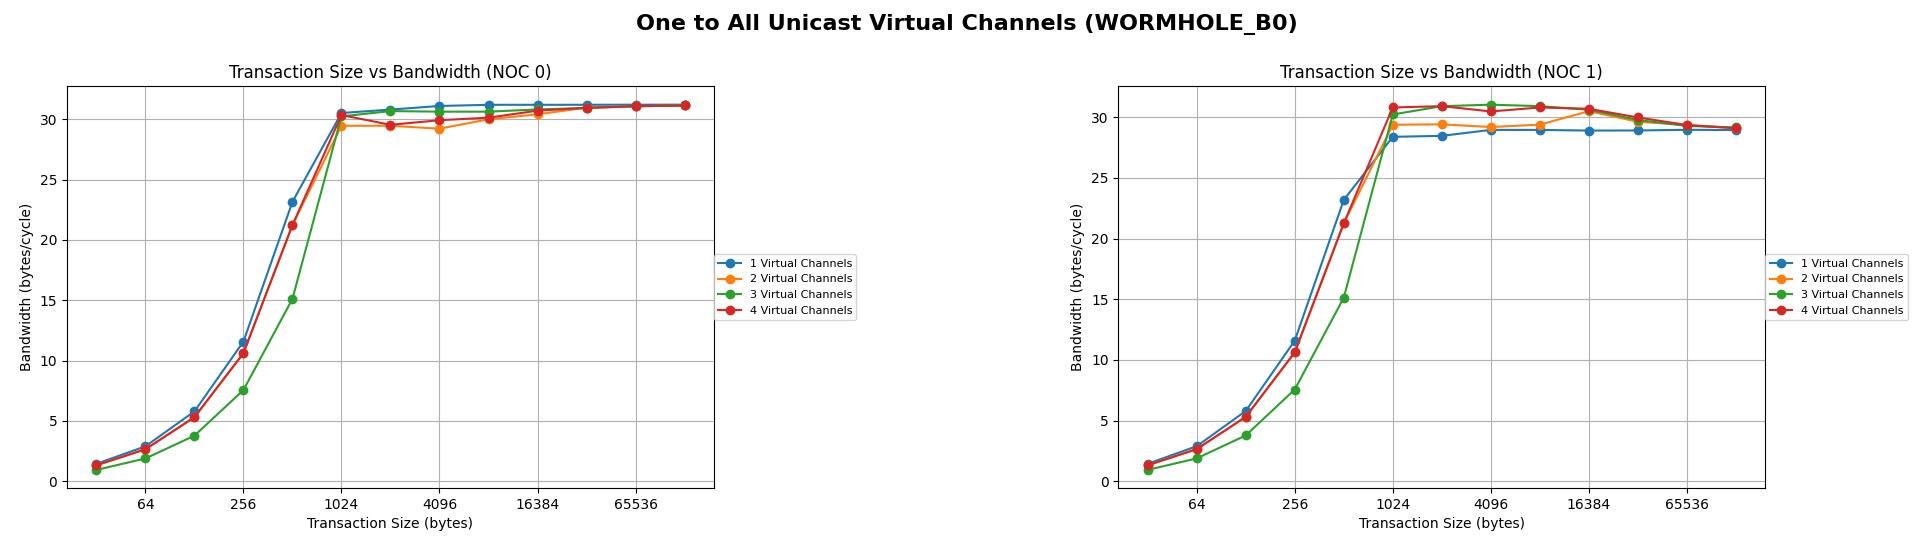 One to All Unicast Virtual Channels (WORMHOLE_B0)
Transaction Size vs Bandwidth (NOC 0)
Bandwidth (bytes/cycle)
30
25
20
15
10
5
0
64 256 1024 4096 16384 65536
Transaction Size (bytes)
1 Virtual Channels
2 Virtual Channels
3 Virtual Channels
4 Virtual Channels
Transaction Size vs Bandwidth (NOC 1)
Bandwidth (bytes/cycle)
30
25
20
15
10
5
0
64 256 1024 4096 16384 65536
Transaction Size (bytes)
1 Virtual Channels
2 Virtual Channels
3 Virtual Channels
4 Virtual Channels